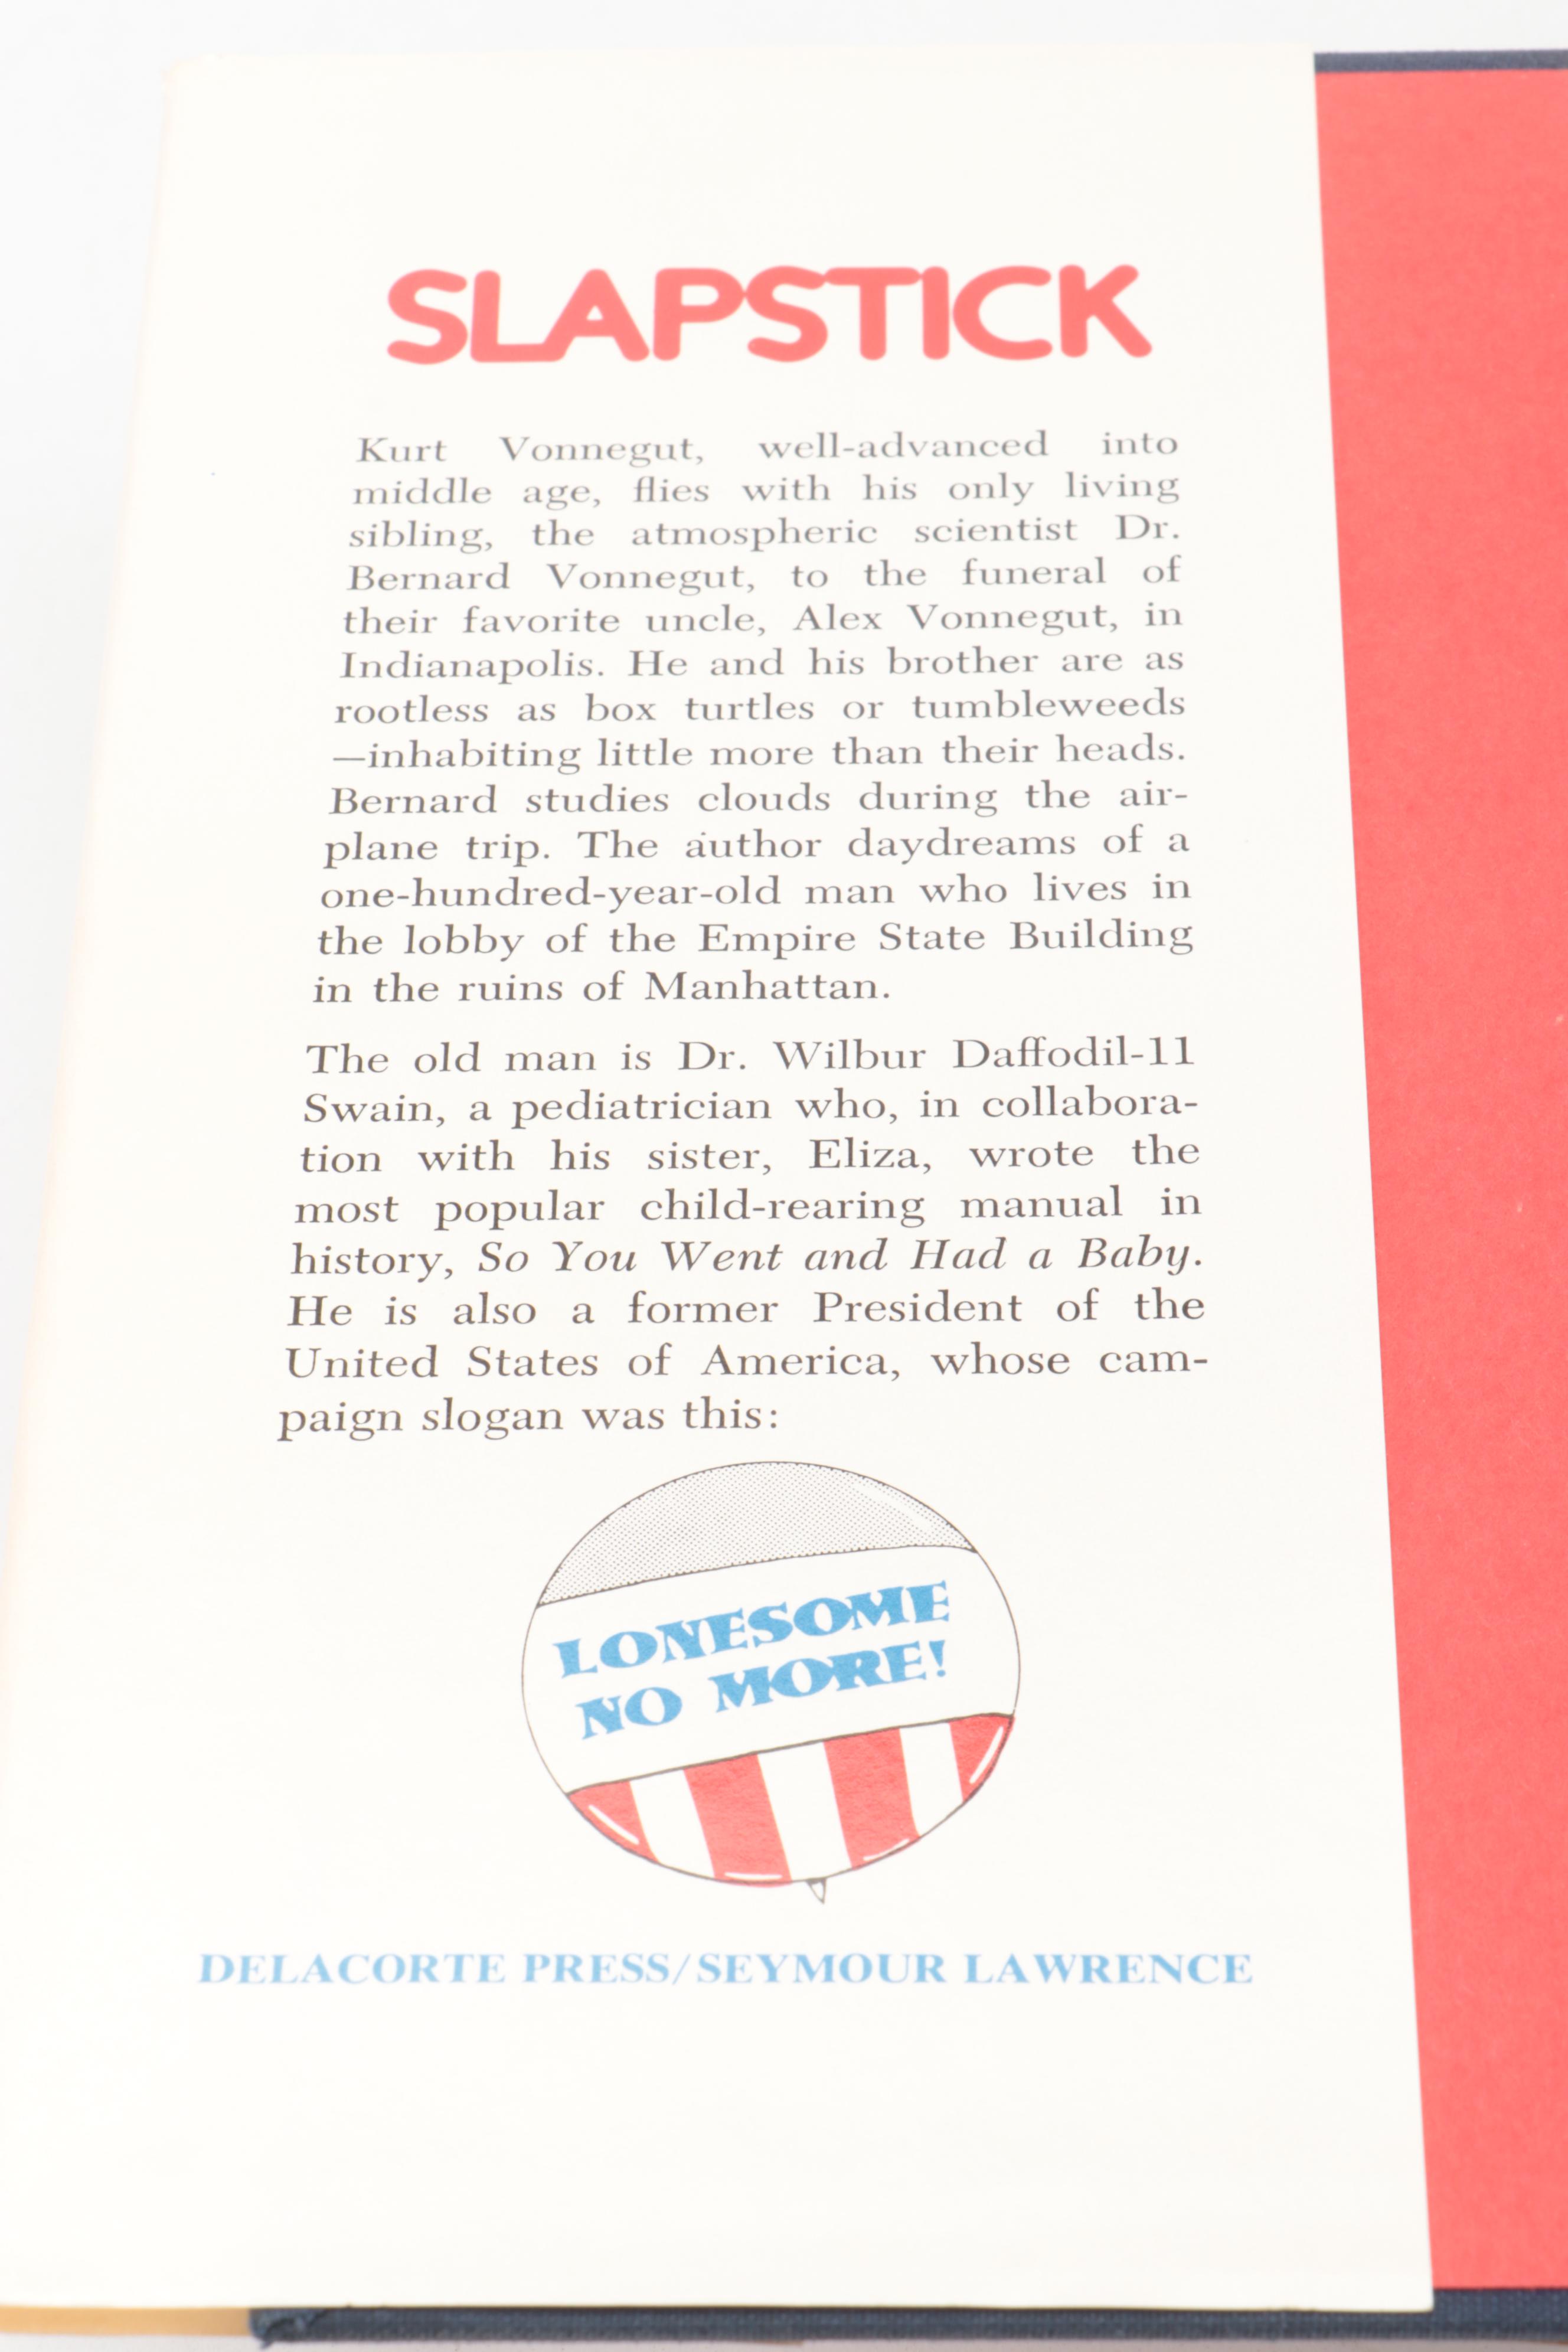 SLAPSTICK
Kurt Vonnegut, well-advanced into
middle age, flies with his only living
sibling, the atmospheric scientist Dr.
Bernard Vonnegut, to the funeral of
their favorite uncle, Alex Vonnegut, in
Indianapolis. He and his brother are as
rootless as box turtles or tumbleweeds
—inhabiting little more than their heads.
Bernard studies clouds during the air-
plane trip. The author daydreams of a
one-hundred-year-old man who lives in
the lobby of the Empire State Building
in the ruins of Manhattan.
The old man is Dr. Wilbur Daffodil-11
Swain, a pediatrician who, in collabora-
tion with his sister, Eliza, wrote the
most popular child-rearing manual in
history, So You Went and Had a Baby.
He is also a former President of the
United States of America, whose cam-
paign slogan was this:
LONESOME
NO MORE!
DELACORTE PRESS/SEYMOUR LAWRENCE